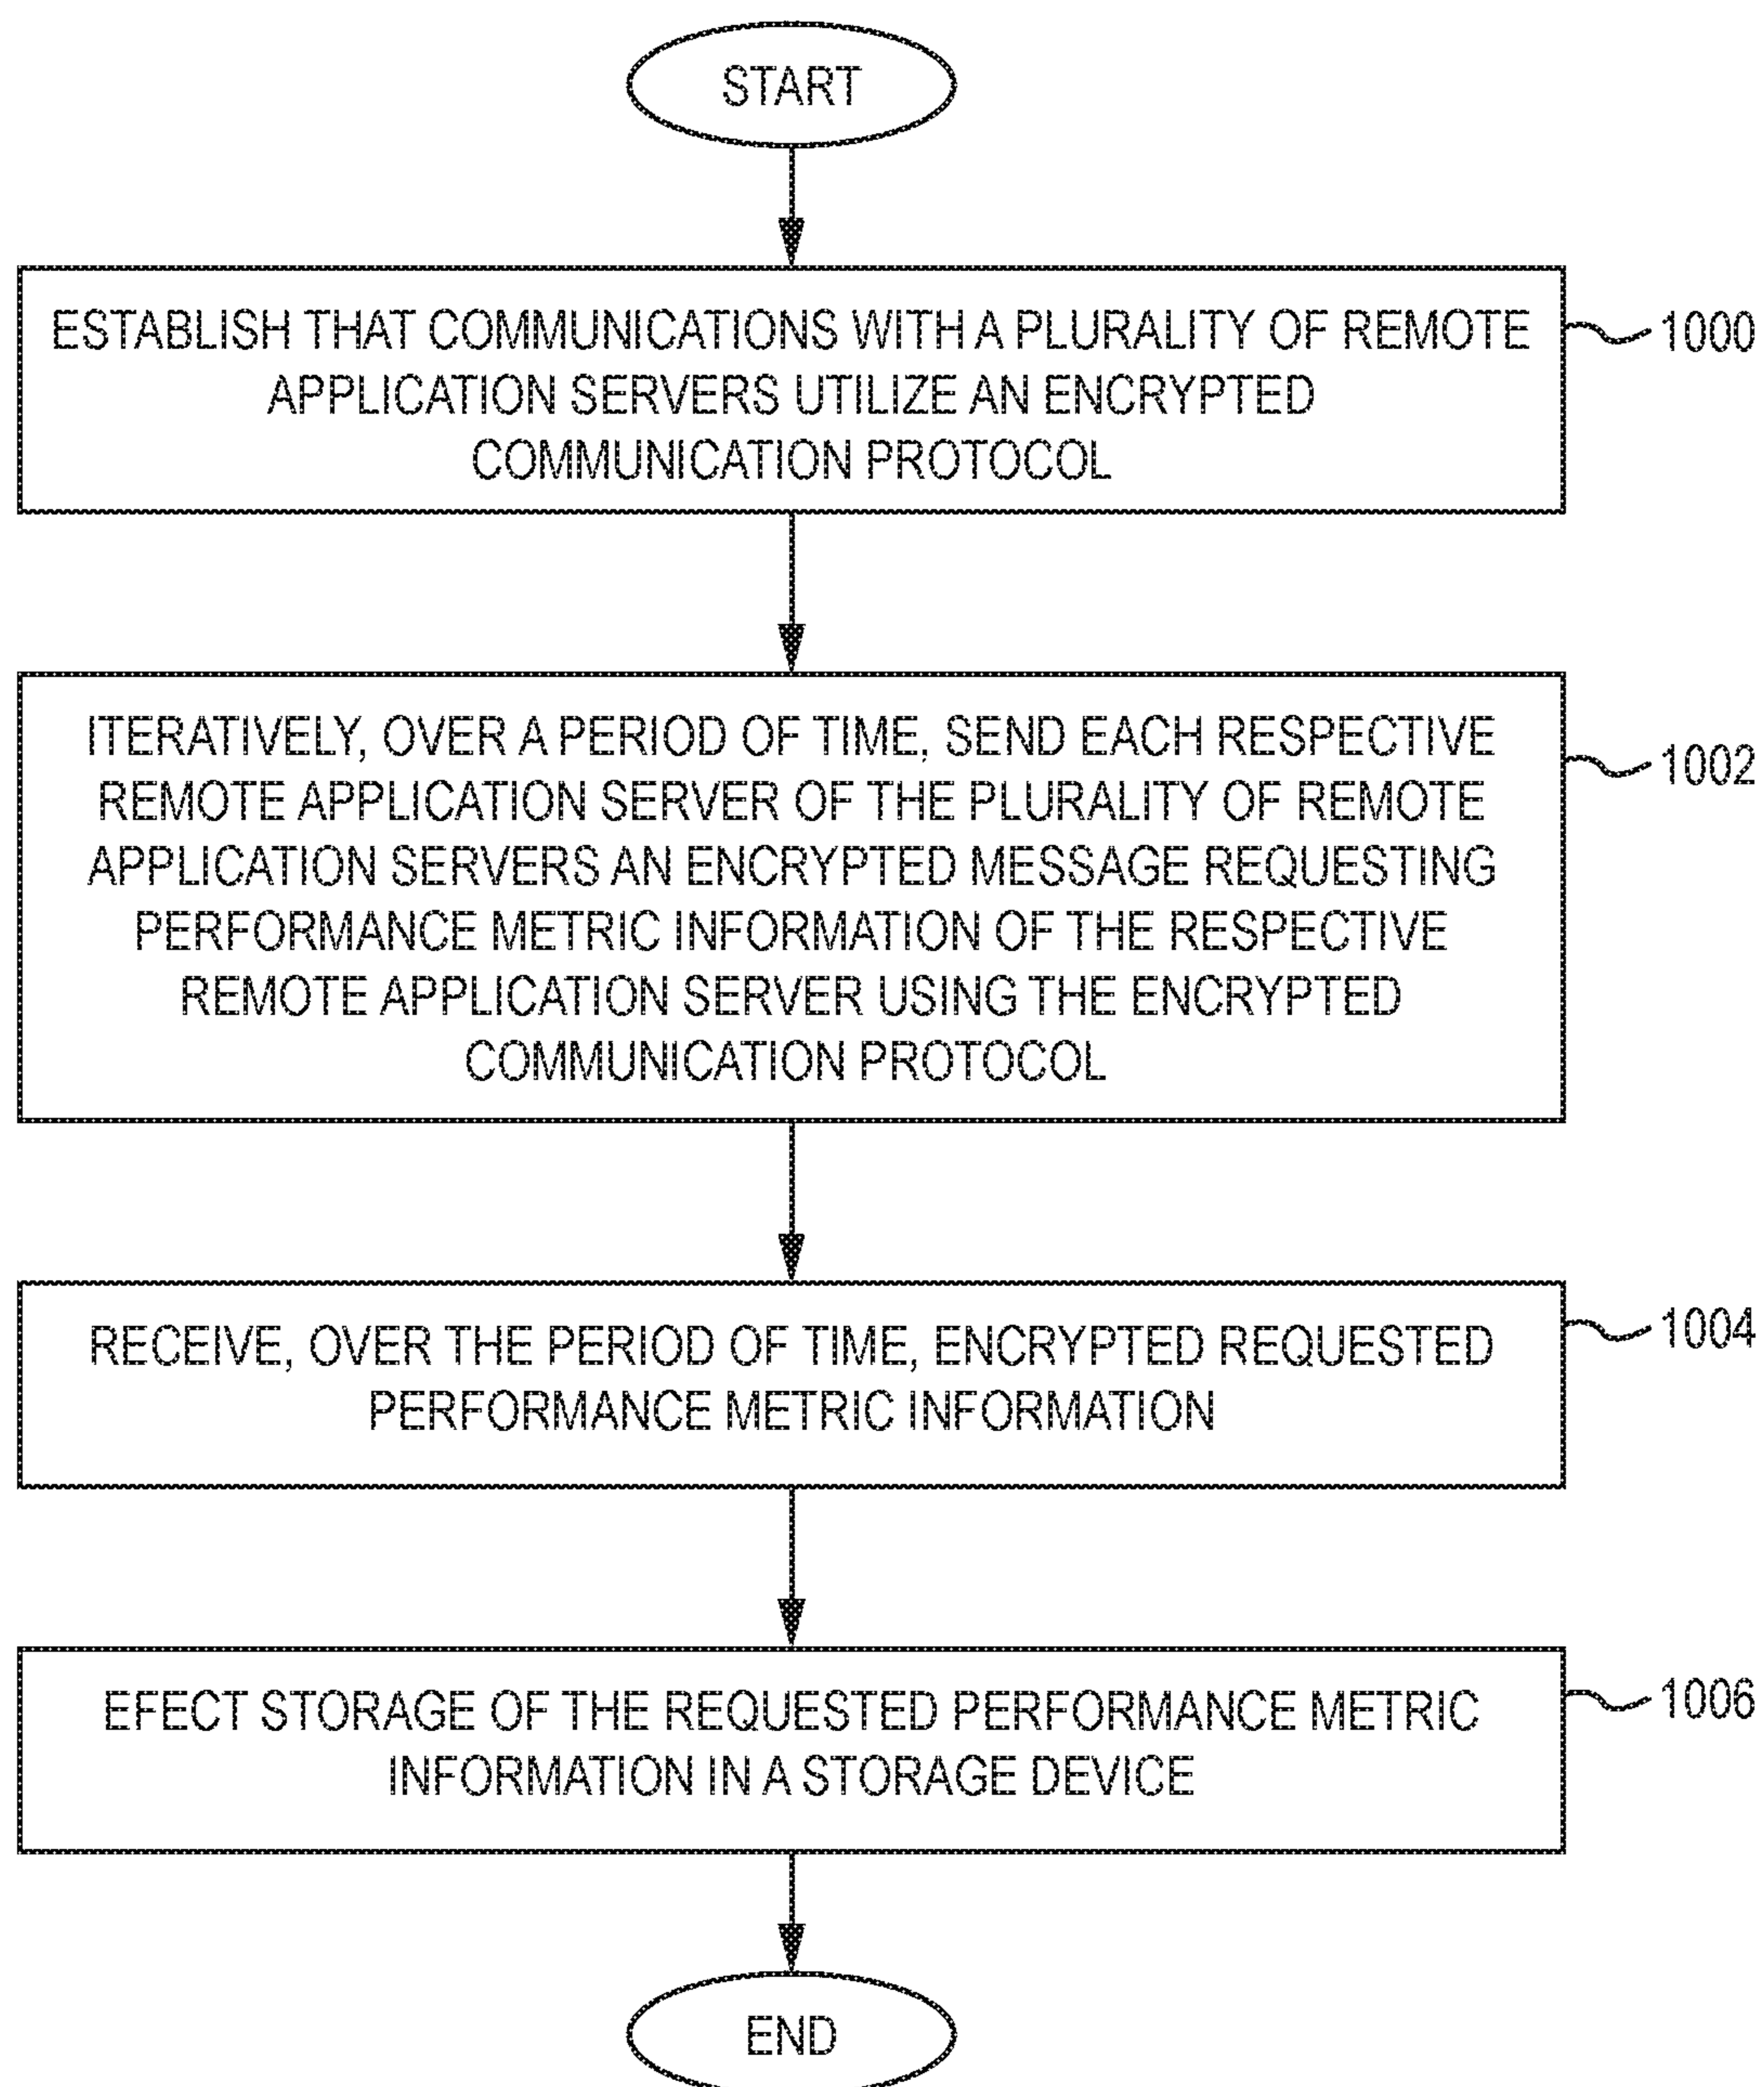 START
ESTABLISH THAT COMMUNICATIONS WITH A PLURALITY OF REMOTE
APPLICATION SERVERS UTILIZE AN ENCRYPTED
COMMUNICATION PROTOCOL
1000
ITERATIVELY, OVER A PERIOD OF TIME, SEND EACH RESPECTIVE
REMOTE APPLICATION SERVER OF THE PLURALITY OF REMOTE
APPLICATION SERVERS AN ENCRYPTED MESSAGE REQUESTING
PERFORMANCE METRIC INFORMATION OF THE RESPECTIVE
REMOTE APPLICATION SERVER USING THE ENCRYPTED
COMMUNICATION PROTOCOL
1002
RECEIVE, OVER THE PERIOD OF TIME, ENCRYPTED REQUESTED
PERFORMANCE METRIC INFORMATION
1004
EFECT STORAGE OF THE REQUESTED PERFORMANCE METRIC
INFORMATION IN A STORAGE DEVICE
1006
END